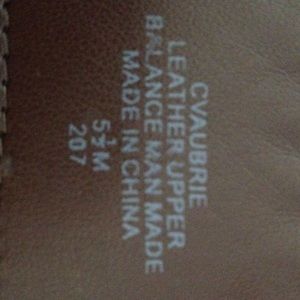 CVAUBRIE
LEATHER UPPER
BALANCE MAN MADE
MADE IN CHINA
5½M
207